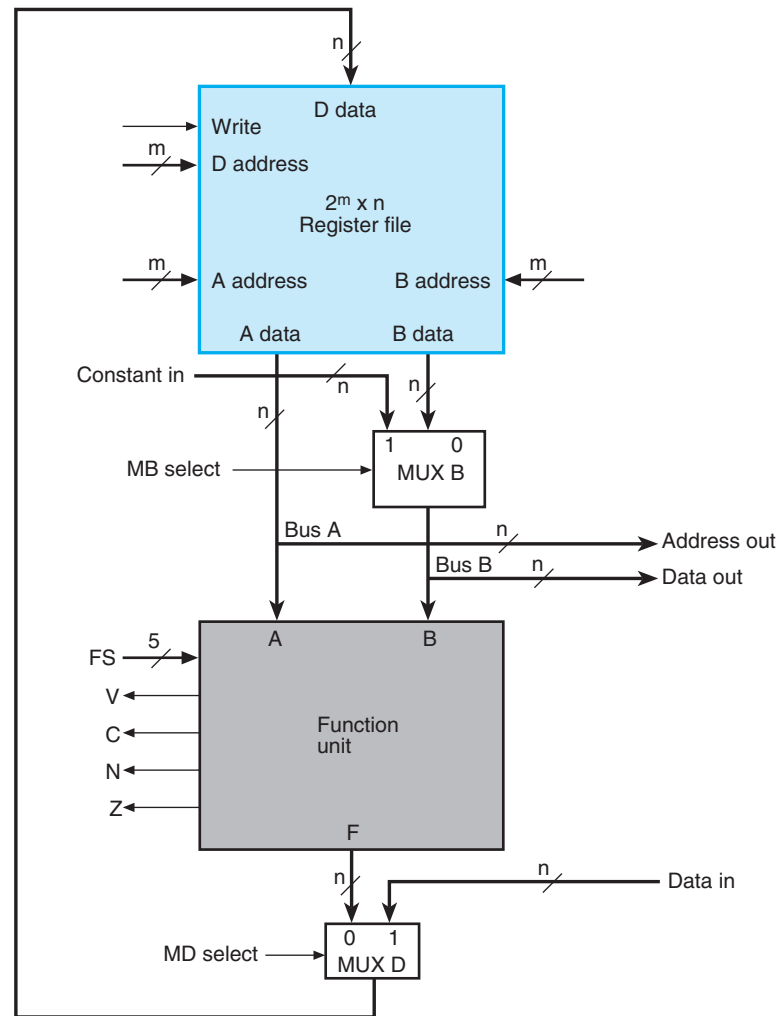 n
D data
Write
m
D address
2ᵐ x n
Register file
m
A address
B address
m
A data
B data
Constant in
n
n
n
1 0
MUX B
MB select
Bus A
n
Address out
Bus B
n
Data out
A
B
FS
5
V
C
N
Z
Function
unit
F
n
n
Data in
0 1
MUX D
MD select